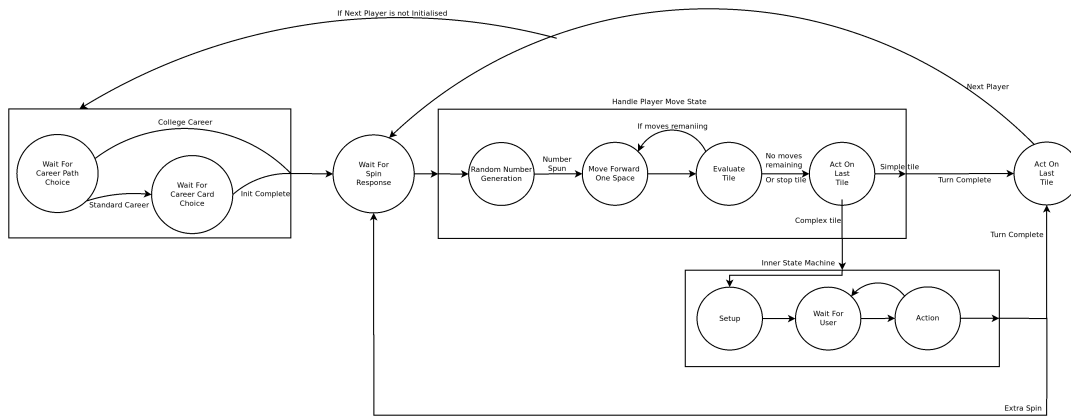 If Next Player is not Initialised
Next Player
Handle Player Move State
College Career
If moves remaniing
Wait For
Career Path
Choice
Wait For
Career Card
Choice
Standard Career
Init Complete
Wait For
Spin
Response
Random Number
Generation
Number
Spun
Move Forward
One Space
Evaluate
Tile
No moves
remaining
Or stop tile
Act On
Last
Tile
Simple tile
Turn Complete
Act On
Last
Tile
Complex tile
Turn Complete
Inner State Machine
Setup
Wait For
User
Action
Extra Spin